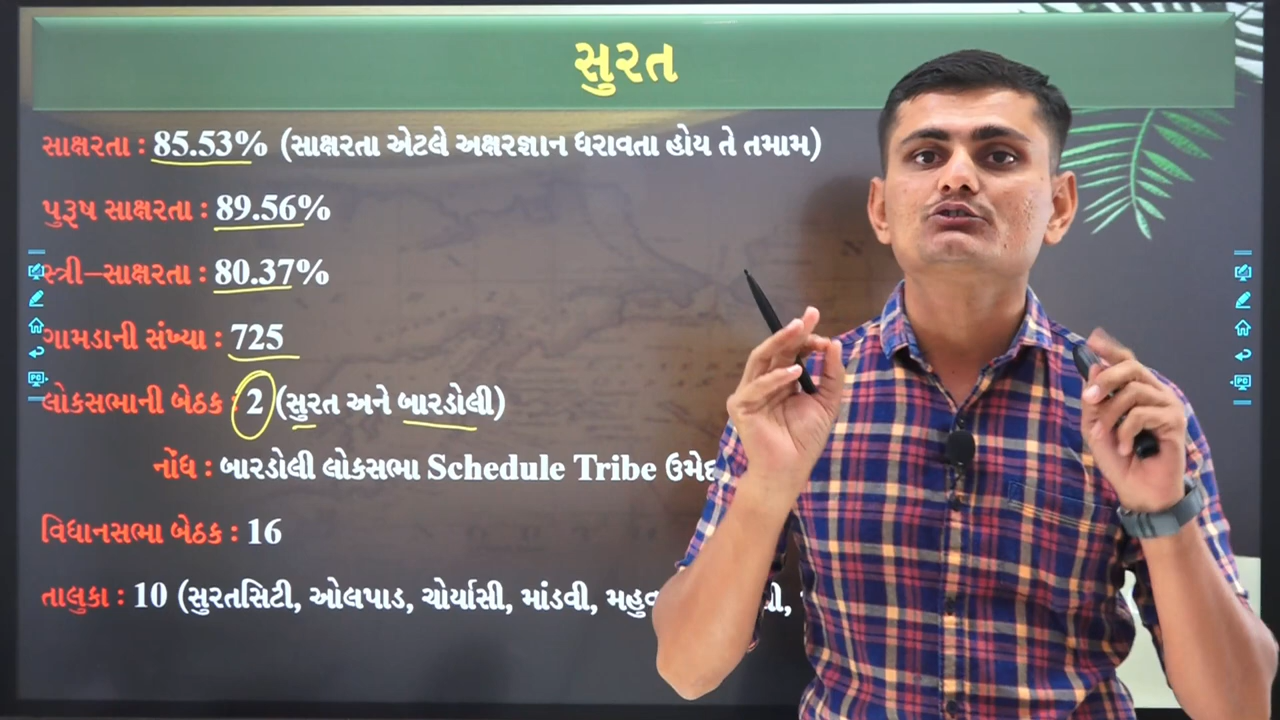 સુરત
સાક્ષરતા : 85.53% (સાક્ષરતા એટલે અક્ષરજ્ઞાન ધરાવતા હોય તે તમામ)
પુરૂષ સાક્ષરતા : 89.56%
સ્ત્રી–સાક્ષરતા : 80.37%
ગામડાની સંખ્યા : 725
લોકસભાની બેઠક : 2 (સુરત અને બારડોલી)
નોંધ : બારડોલી લોકસભા Schedule Tribe
વિધાનસભા બેઠક : 16
તાલુકા : 10 (સુરતસિટી, ઓલપાડ, ચોર્યાસી, માંડવી,